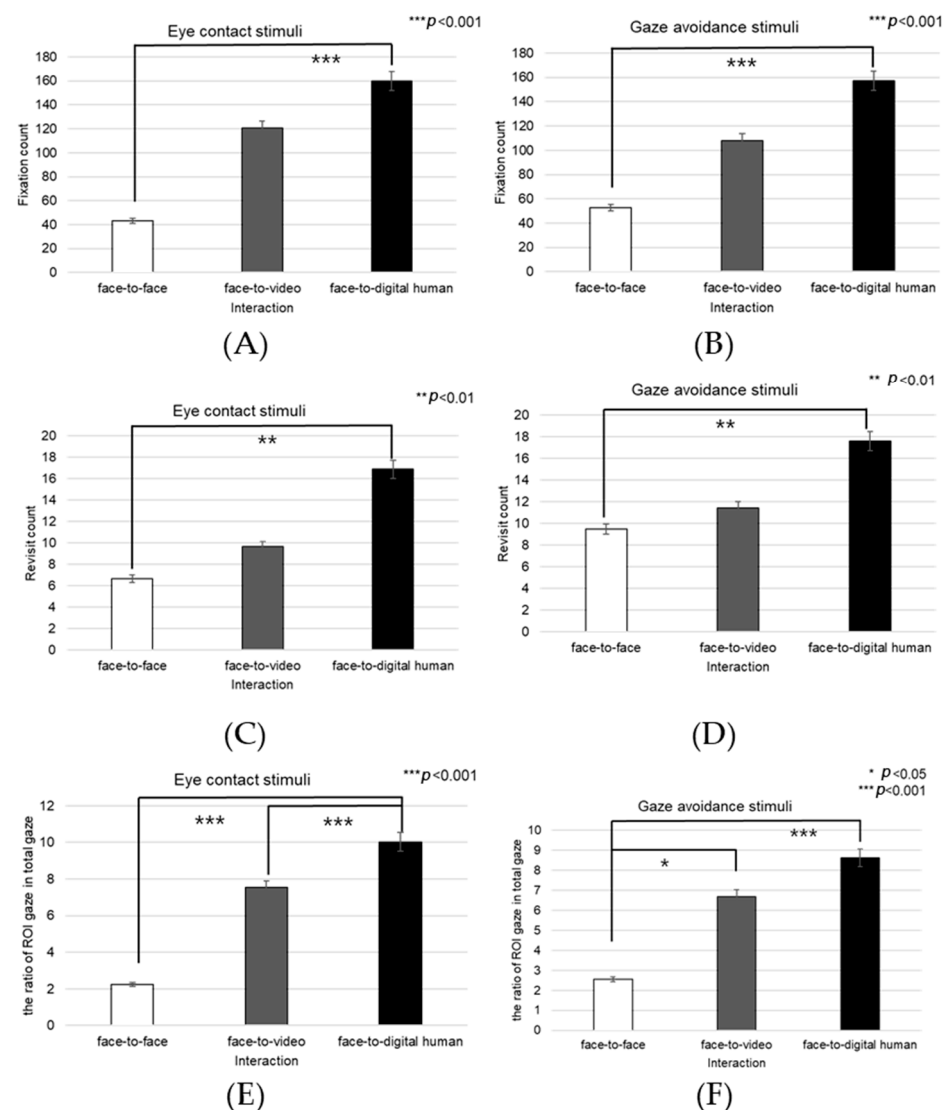 ***p<0.001
Eye contact stimuli
***
180
160
140
120
100
80
60
40
20
0
Fixation count
face-to-face face-to-video face-to-digital human
Interaction
(A)
***p<0.001
Gaze avoidance stimuli
***
180
160
140
120
100
80
60
40
20
0
Fixation count
face-to-face face-to-video face-to-digital human
Interaction
(B)
**p<0.01
Eye contact stimuli
**
20
18
16
14
12
10
8
6
4
2
0
Revisit count
face-to-face face-to-video face-to-digital human
Interaction
(C)
** p<0.01
Gaze avoidance stimuli
**
20
18
16
14
12
10
8
6
4
2
0
Revisit count
face-to-face face-to-video face-to-digital human
Interaction
(D)
***p<0.001
Eye contact stimuli
*** ***
12
10
8
6
4
2
0
the ratio of ROI gaze in total gaze
face-to-face face-to-video face-to-digital human
Interaction
(E)
* p<0.05
***p<0.001
Gaze avoidance stimuli
***
*
10
9
8
7
6
5
4
3
2
1
0
the ratio of ROI gaze in total gaze
face-to-face face-to-video face-to-digital human
Interaction
(F)